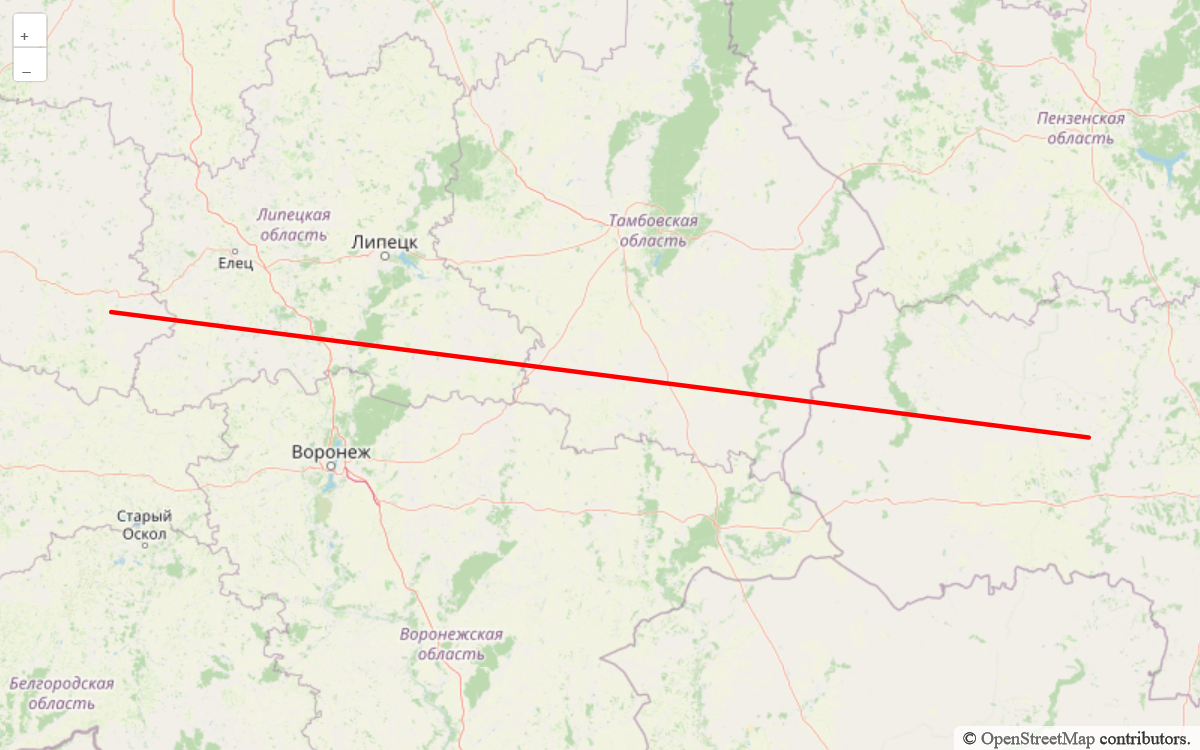 +
–
Пензенская
область
Липецкая
область
Тамбовская
область
Липецк
Елец
Воронеж
Старый
Оскол
Воронежская
область
Белгородская
область
© OpenStreetMap contributors.